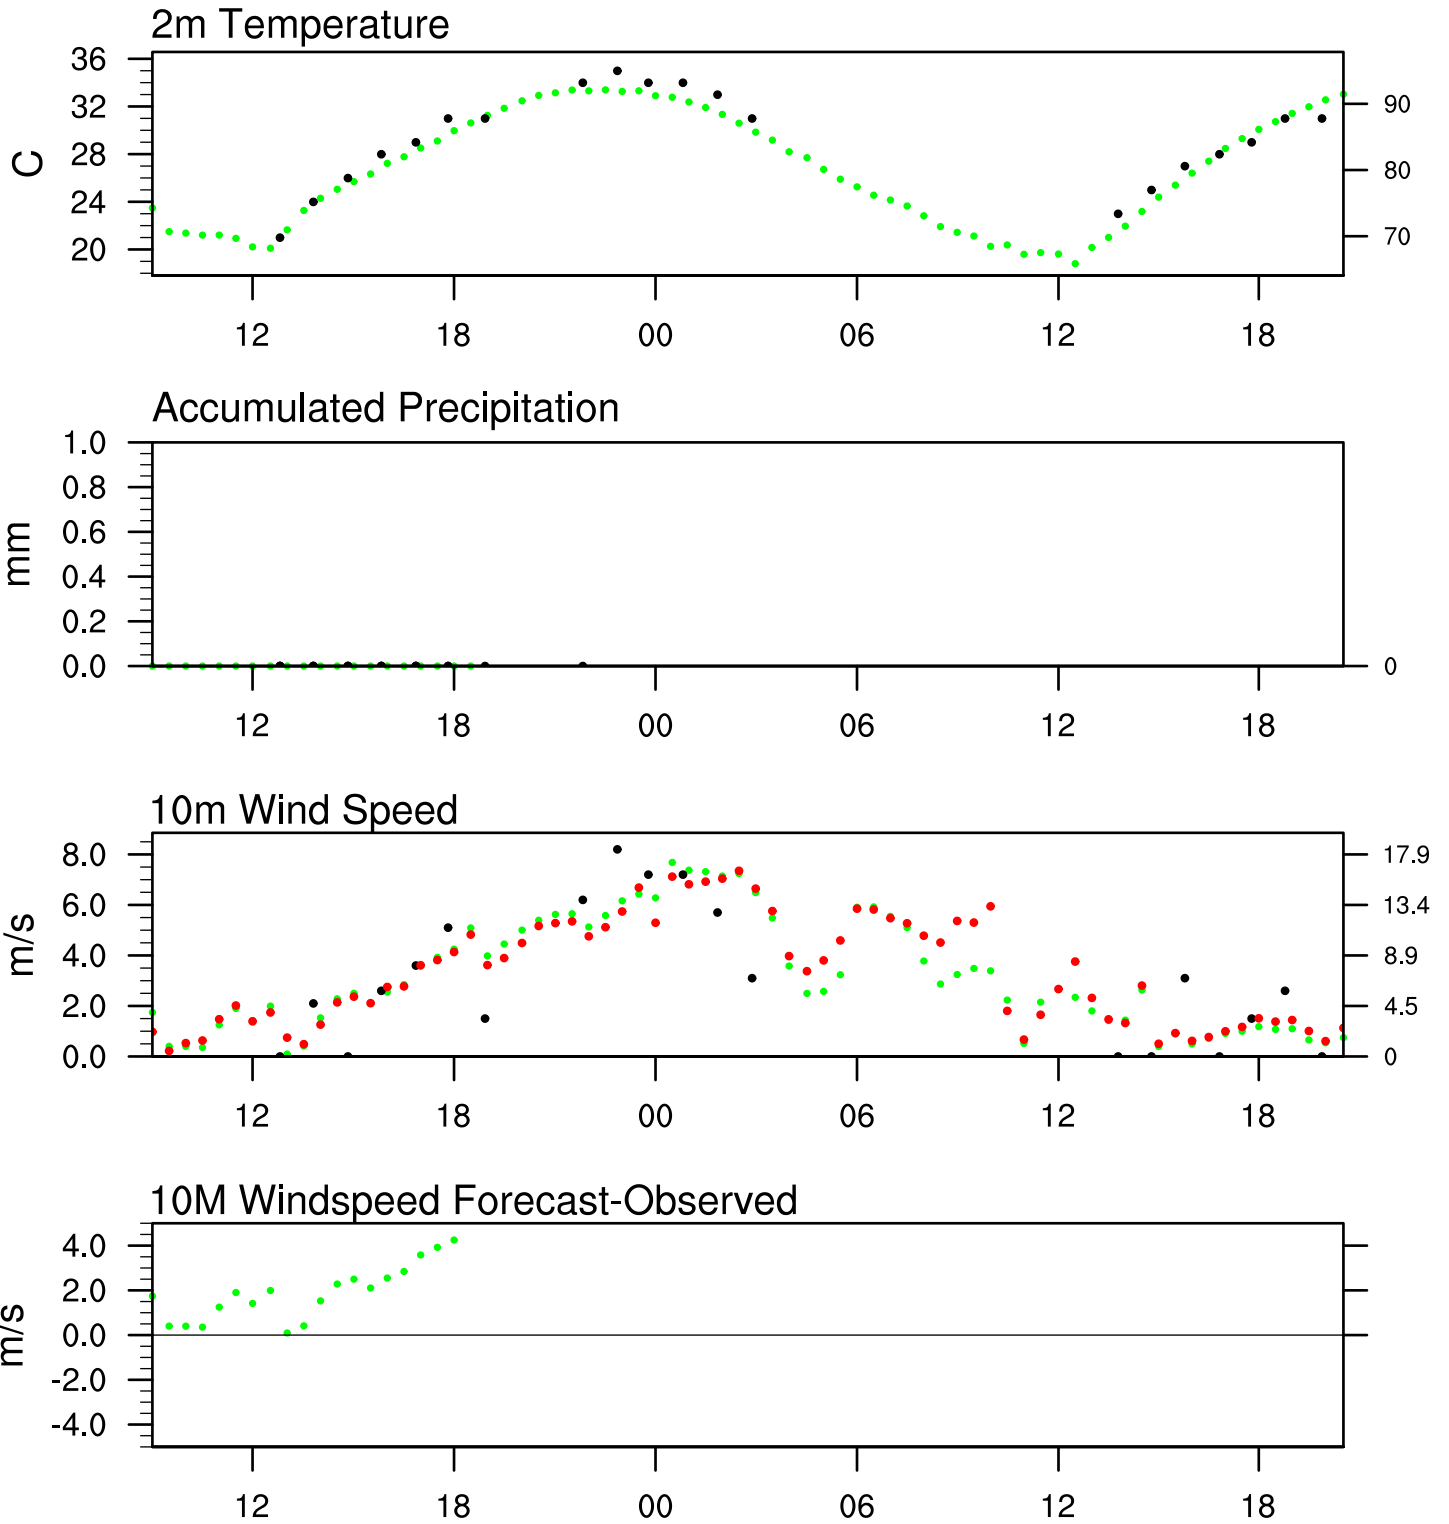 2m Temperature
36
32
28
24
20
C
90
80
70
12 18 00 06 12 18
Accumulated Precipitation
1.0
0.8
0.6
0.4
0.2
0.0
mm
0
12 18 00 06 12 18
10m Wind Speed
8.0
6.0
4.0
2.0
0.0
m/s
17.9
13.4
8.9
4.5
0
12 18 00 06 12 18
10M Windspeed Forecast-Observed
4.0
2.0
0.0
-2.0
-4.0
m/s
12 18 00 06 12 18